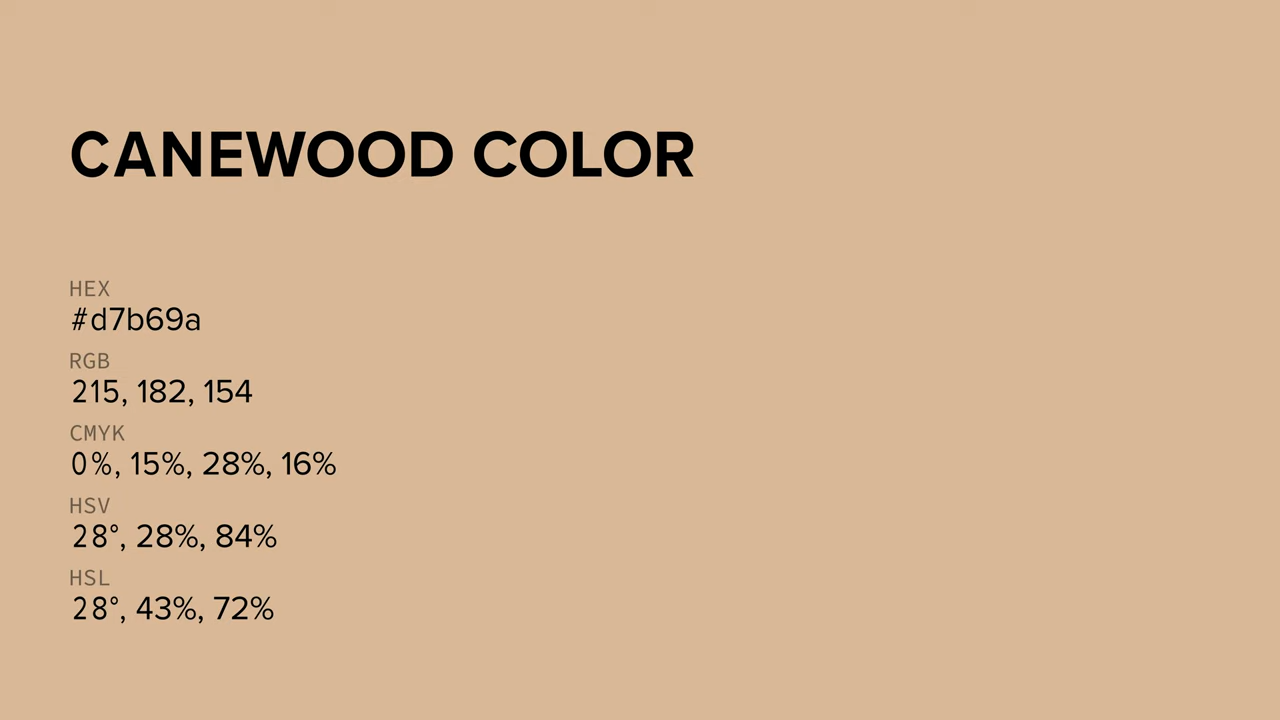 CANEWOOD COLOR
HEX
#d7b69a
RGB
215, 182, 154
CMYK
0%, 15%, 28%, 16%
HSV
28°, 28%, 84%
HSL
28°, 43%, 72%